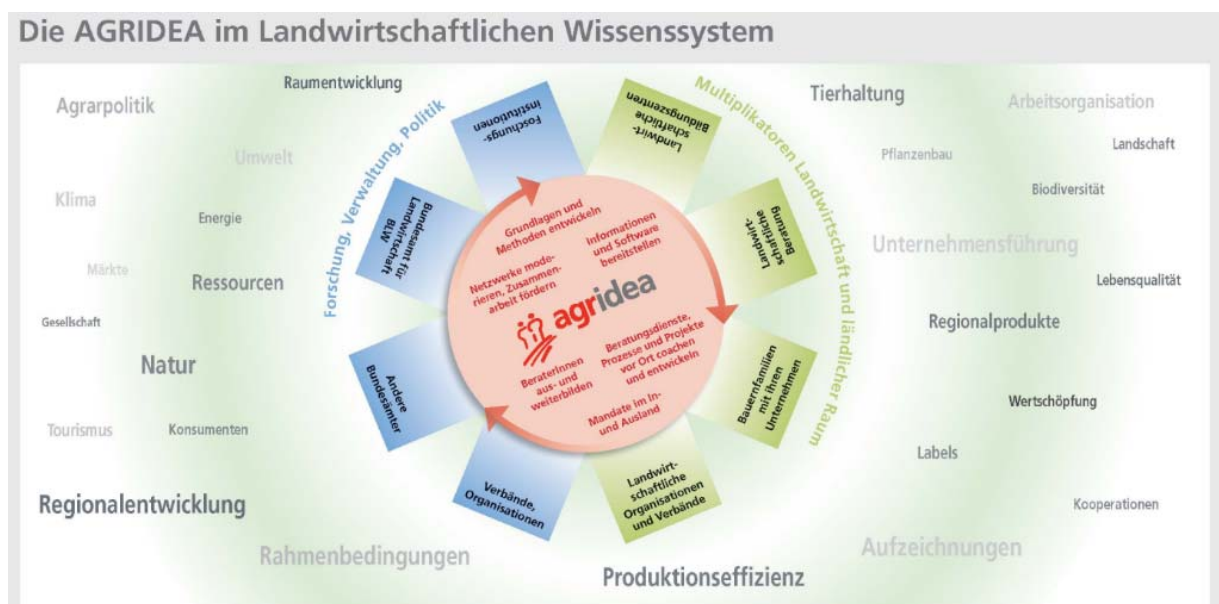 Die AGRIDEA im Landwirtschaftlichen Wissenssystem
Raumentwicklung
Agrarpolitik
Umwelt
Klima
Energie
Märkte
Ressourcen
Gesellschaft
Natur
Tourismus
Konsumenten
Regionalentwicklung
Rahmenbedingungen
Forschung, Verwaltung, Politik
Forschungs-
institutionen
Bundesamt für
Landwirtschaft
BLW
Andere
Bundesämter
Verbände,
Organisationen
Grundlagen und
Methoden entwickeln
Informationen
und Software
bereitstellen
Netzwerke mode-
rieren, Zusammen-
arbeit fördern
agridea
Beratungsdienste,
Prozesse und Projekte
vor Ort coachen
und entwickeln
BeraterInnen
aus- und
weiterbilden
Mandate im In-
und Ausland
Multiplikatoren Landwirtschaft und ländlicher Raum
Landwirt-
schaftliche
Bildungszentren
Landwirt-
schaftliche
Beratung
Bauernfamilien
mit ihren
Unternehmen
Landwirt-
schaftliche
Organisationen
und Verbände
Tierhaltung
Arbeitsorganisation
Landschaft
Pflanzenbau
Biodiversität
Unternehmensführung
Lebensqualität
Regionalprodukte
Wertschöpfung
Labels
Kooperationen
Aufzeichnungen
Produktionseffizienz